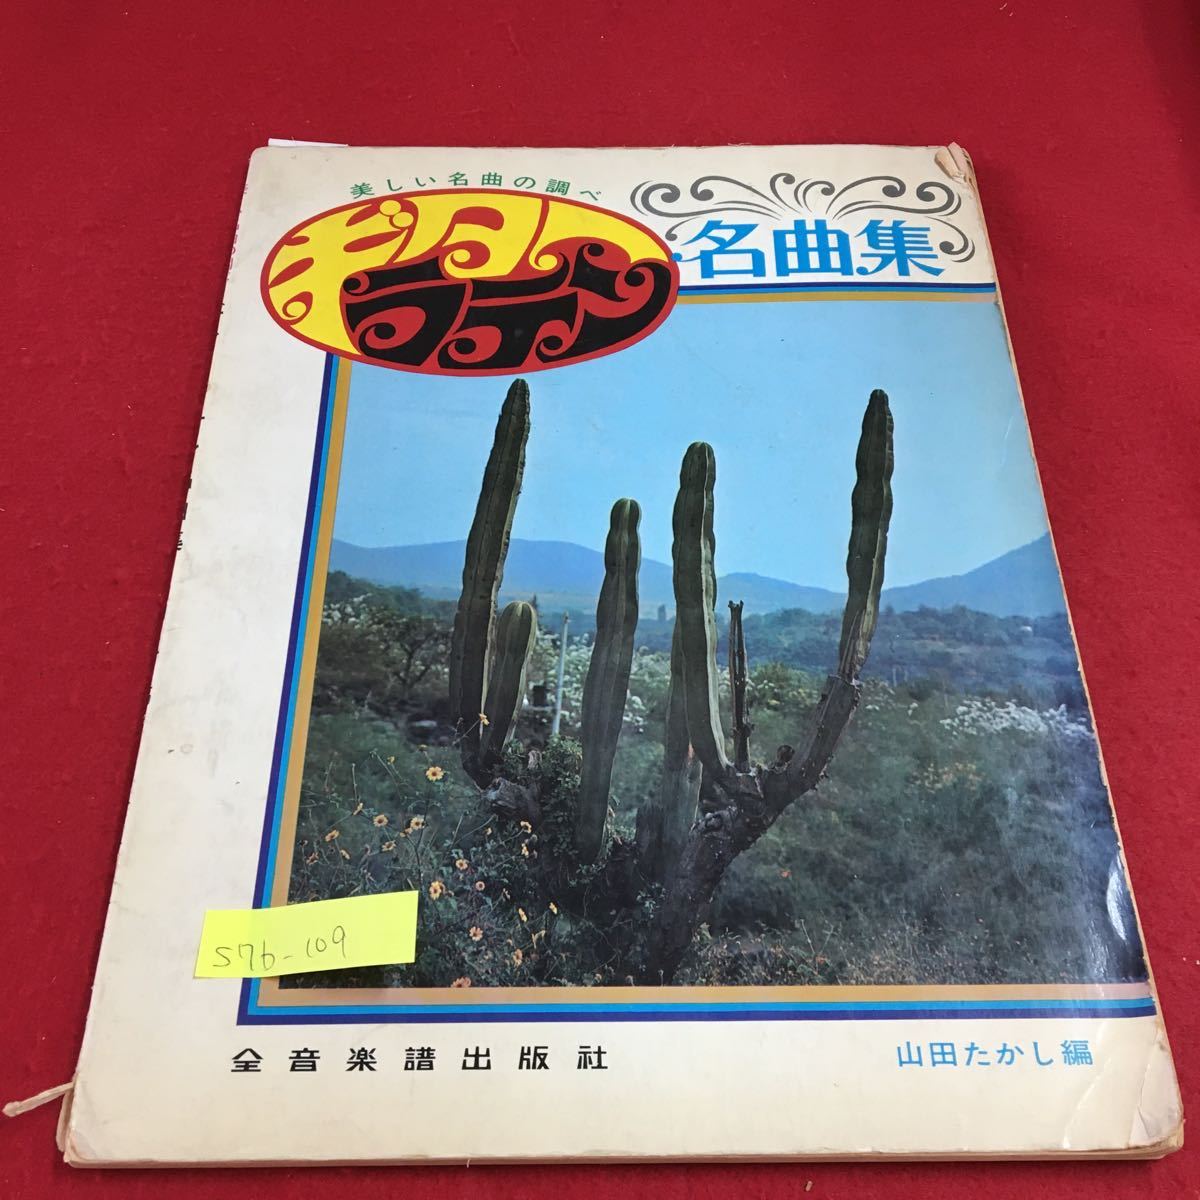 美しい名曲の調べ
ギター
ラテン
名曲集
S76-109
全音楽譜出版社
山田たかし編